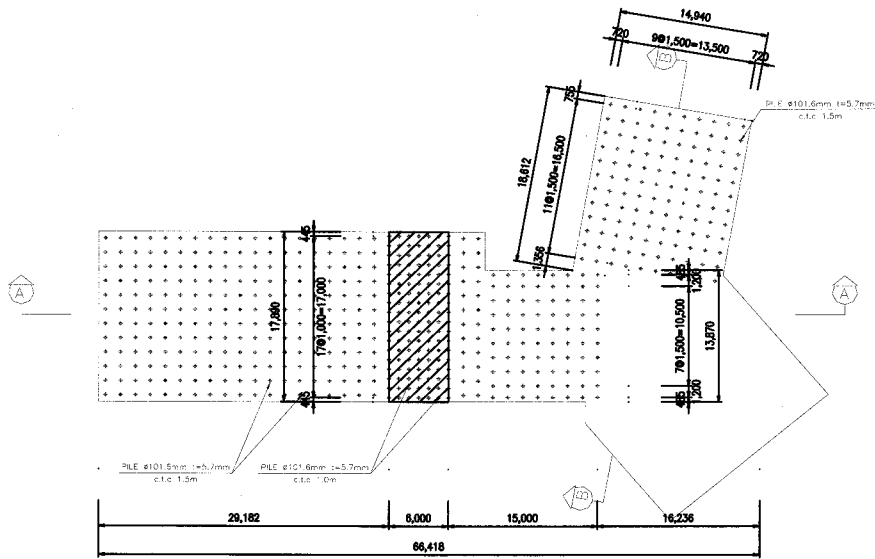 14,940
9@1,500=13,500
720
720
B
PILE ø101.6mm t=5.7mm
c.t.c 1.5m
755
18,612
11@1,500=16,500
1,356
445
17,890
17@1,000=17,000
445
485
1,200
7@1,500=10,500
13,870
1,200
485
A
A
PILE ø101.5mm t=5.7mm
c.t.c 1.5m
PILE ø101.6mm t=5.7mm
c.t.c 1.0m
B
29,182
6,000
15,000
16,236
66,418